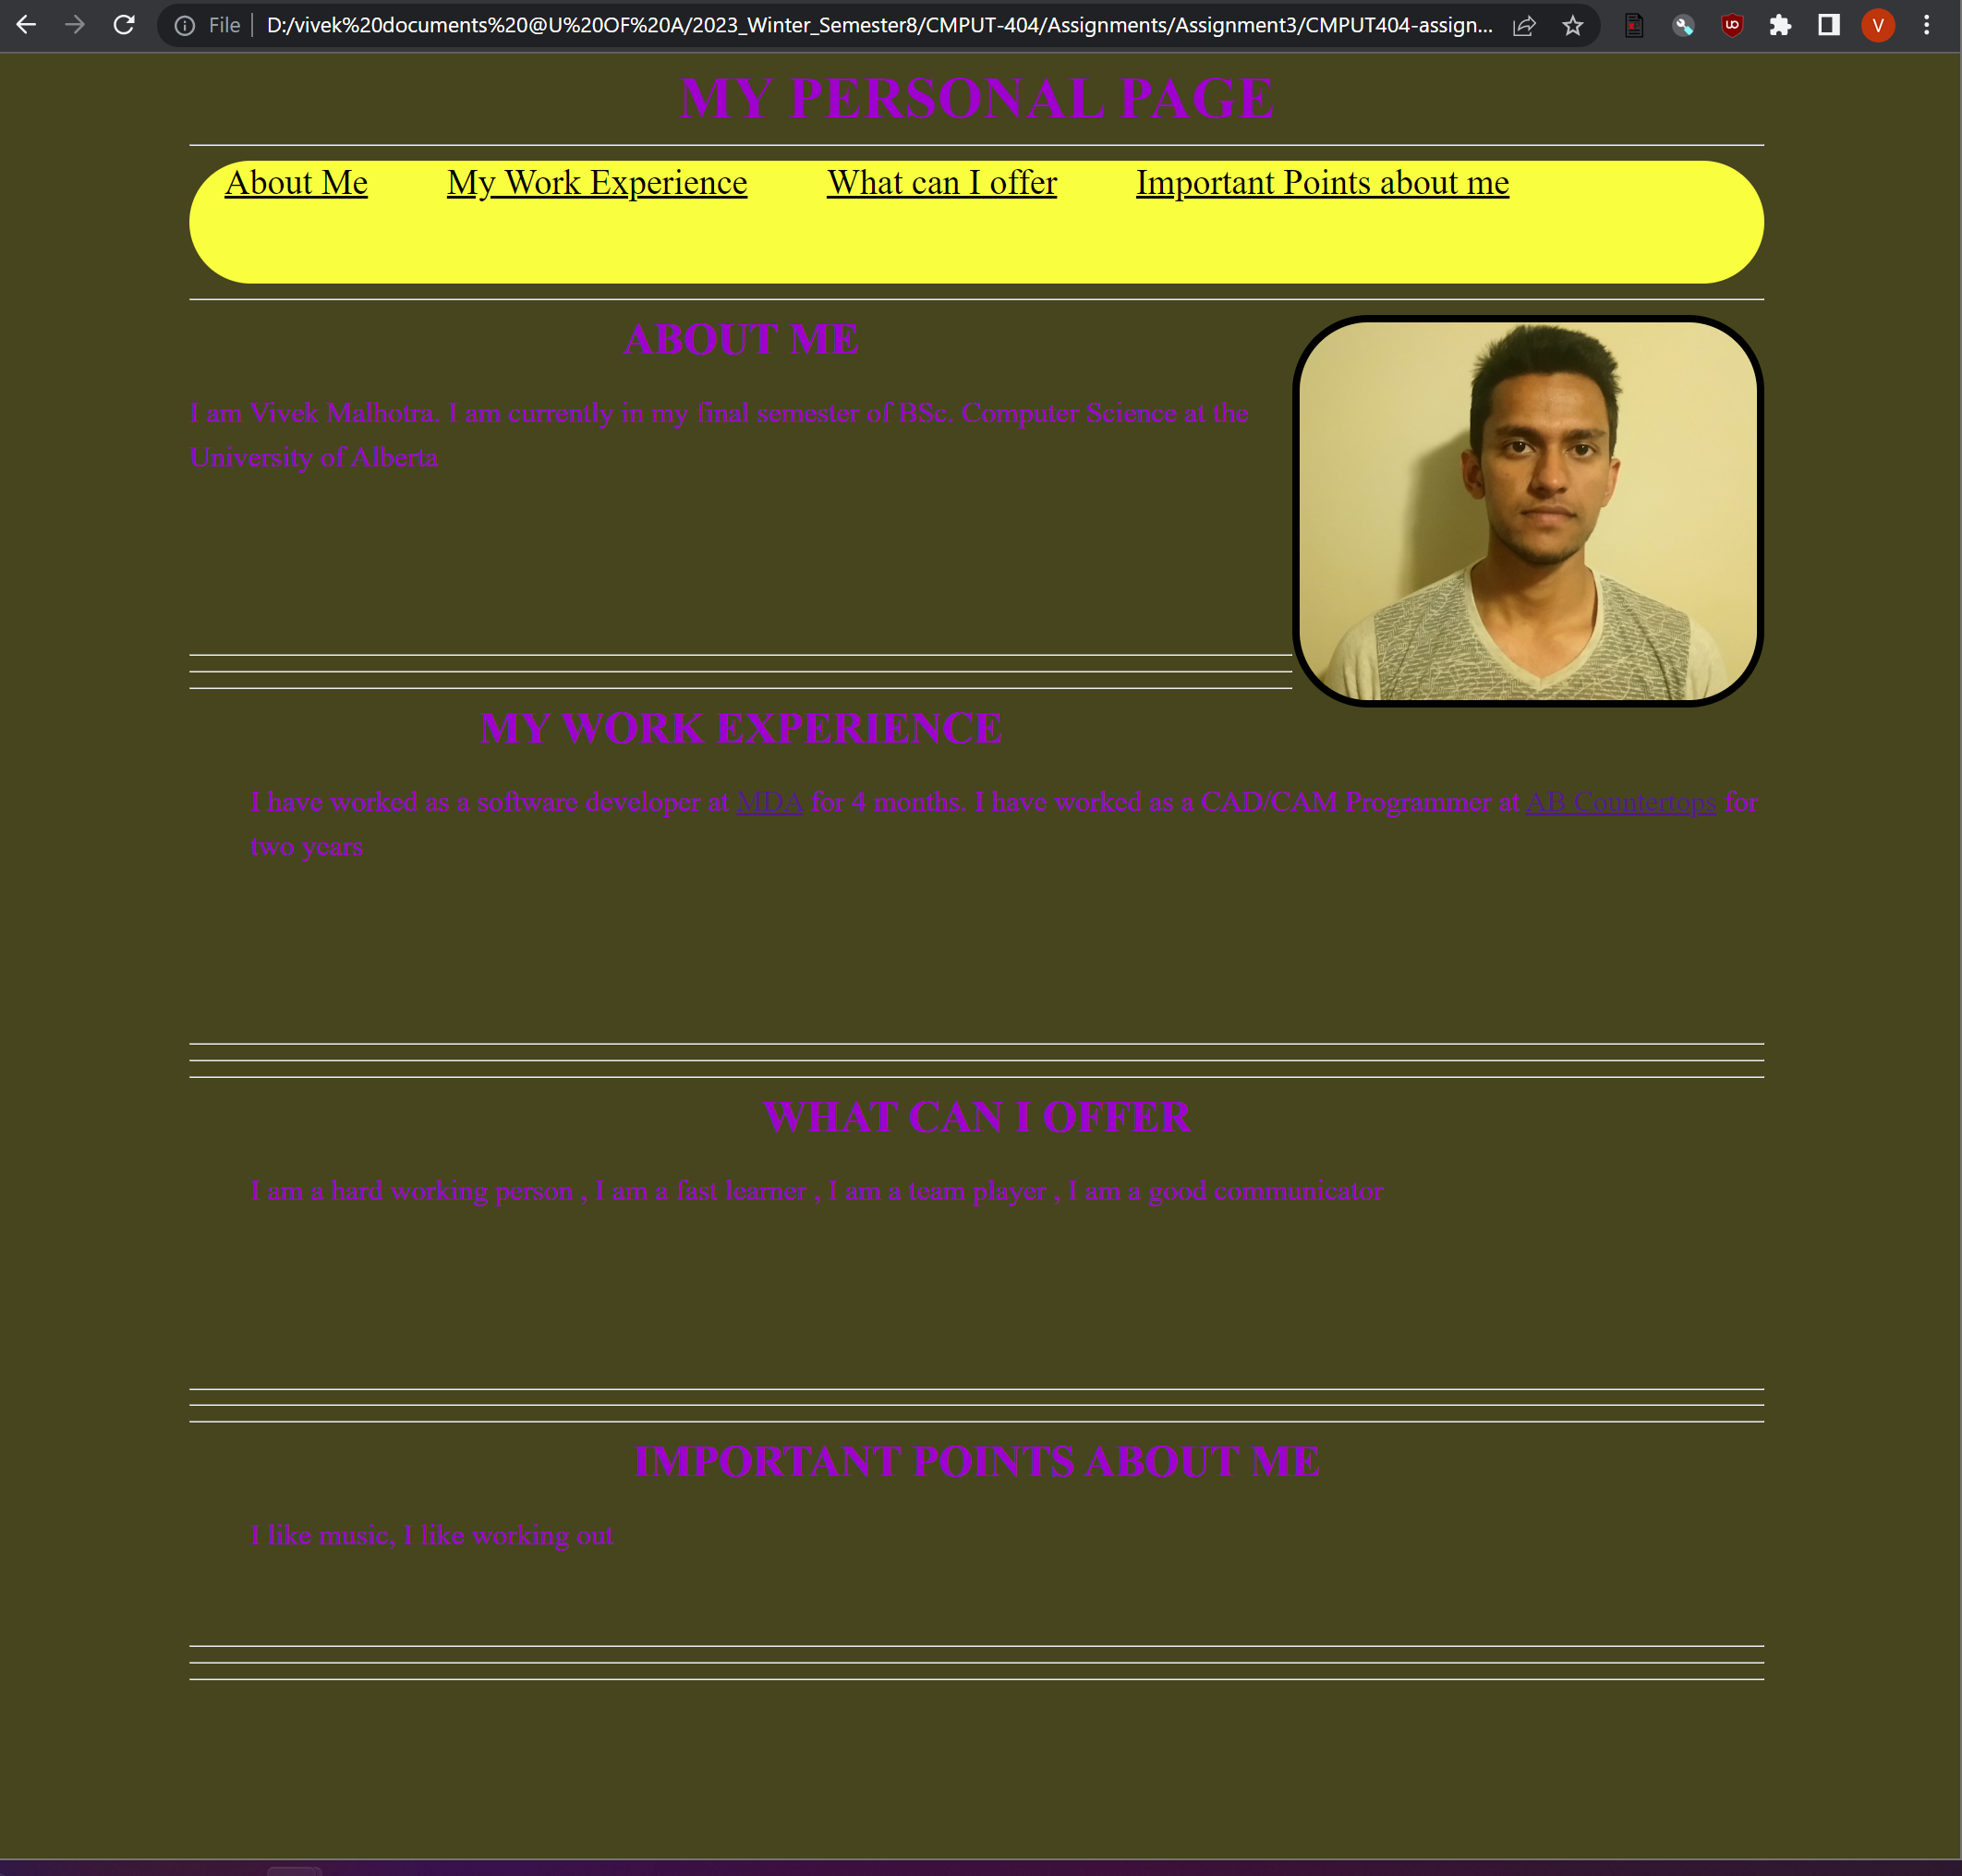 File
D:/vivek%20documents%20@U%20OF%20A/2023_Winter_Semester8/CMPUT-404/Assignments/Assignment3/CMPUT404-assign...
V
MY PERSONAL PAGE
About Me My Work Experience What can I offer Important Points about me
ABOUT ME
I am Vivek Malhotra. I am currently in my final semester of BSc. Computer Science at the
University of Alberta
MY WORK EXPERIENCE
I have worked as a software developer at MDA for 4 months. I have worked as a CAD/CAM Programmer at AB Countertops for
two years
WHAT CAN I OFFER
I am a hard working person , I am a fast learner , I am a team player , I am a good communicator
IMPORTANT POINTS ABOUT ME
I like music, I like working out